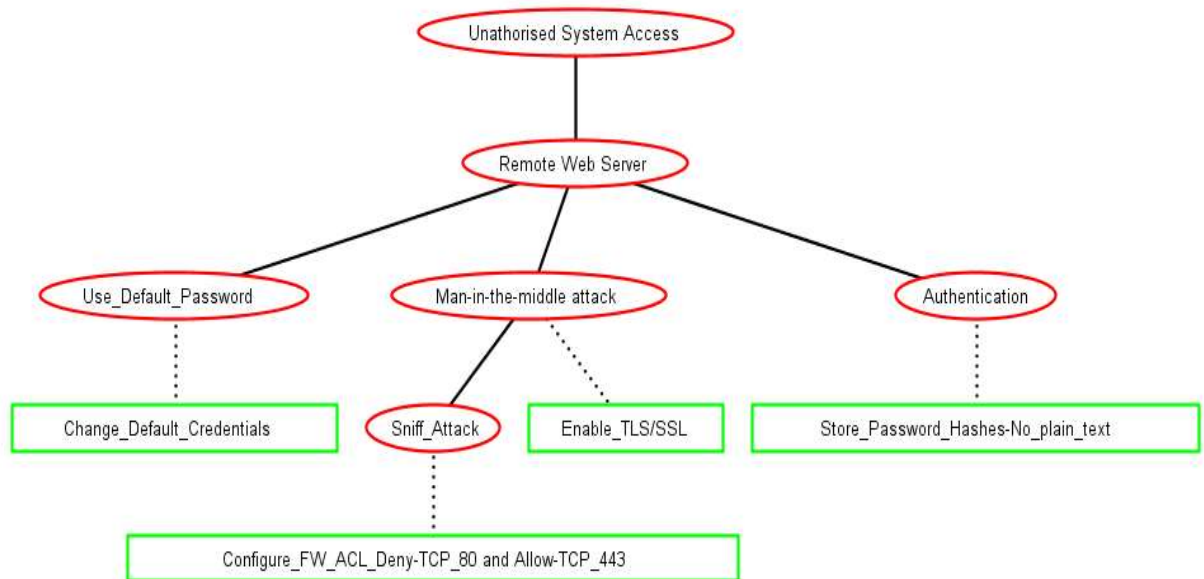 Unathorised System Access
Remote Web Server
Use_Default_Password
Man-in-the-middle attack
Authentication
Change_Default_Credentials
Sniff_Attack
Enable_TLS/SSL
Store_Password_Hashes-No_plain_text
Configure_FW_ACL_Deny-TCP_80 and Allow-TCP_443